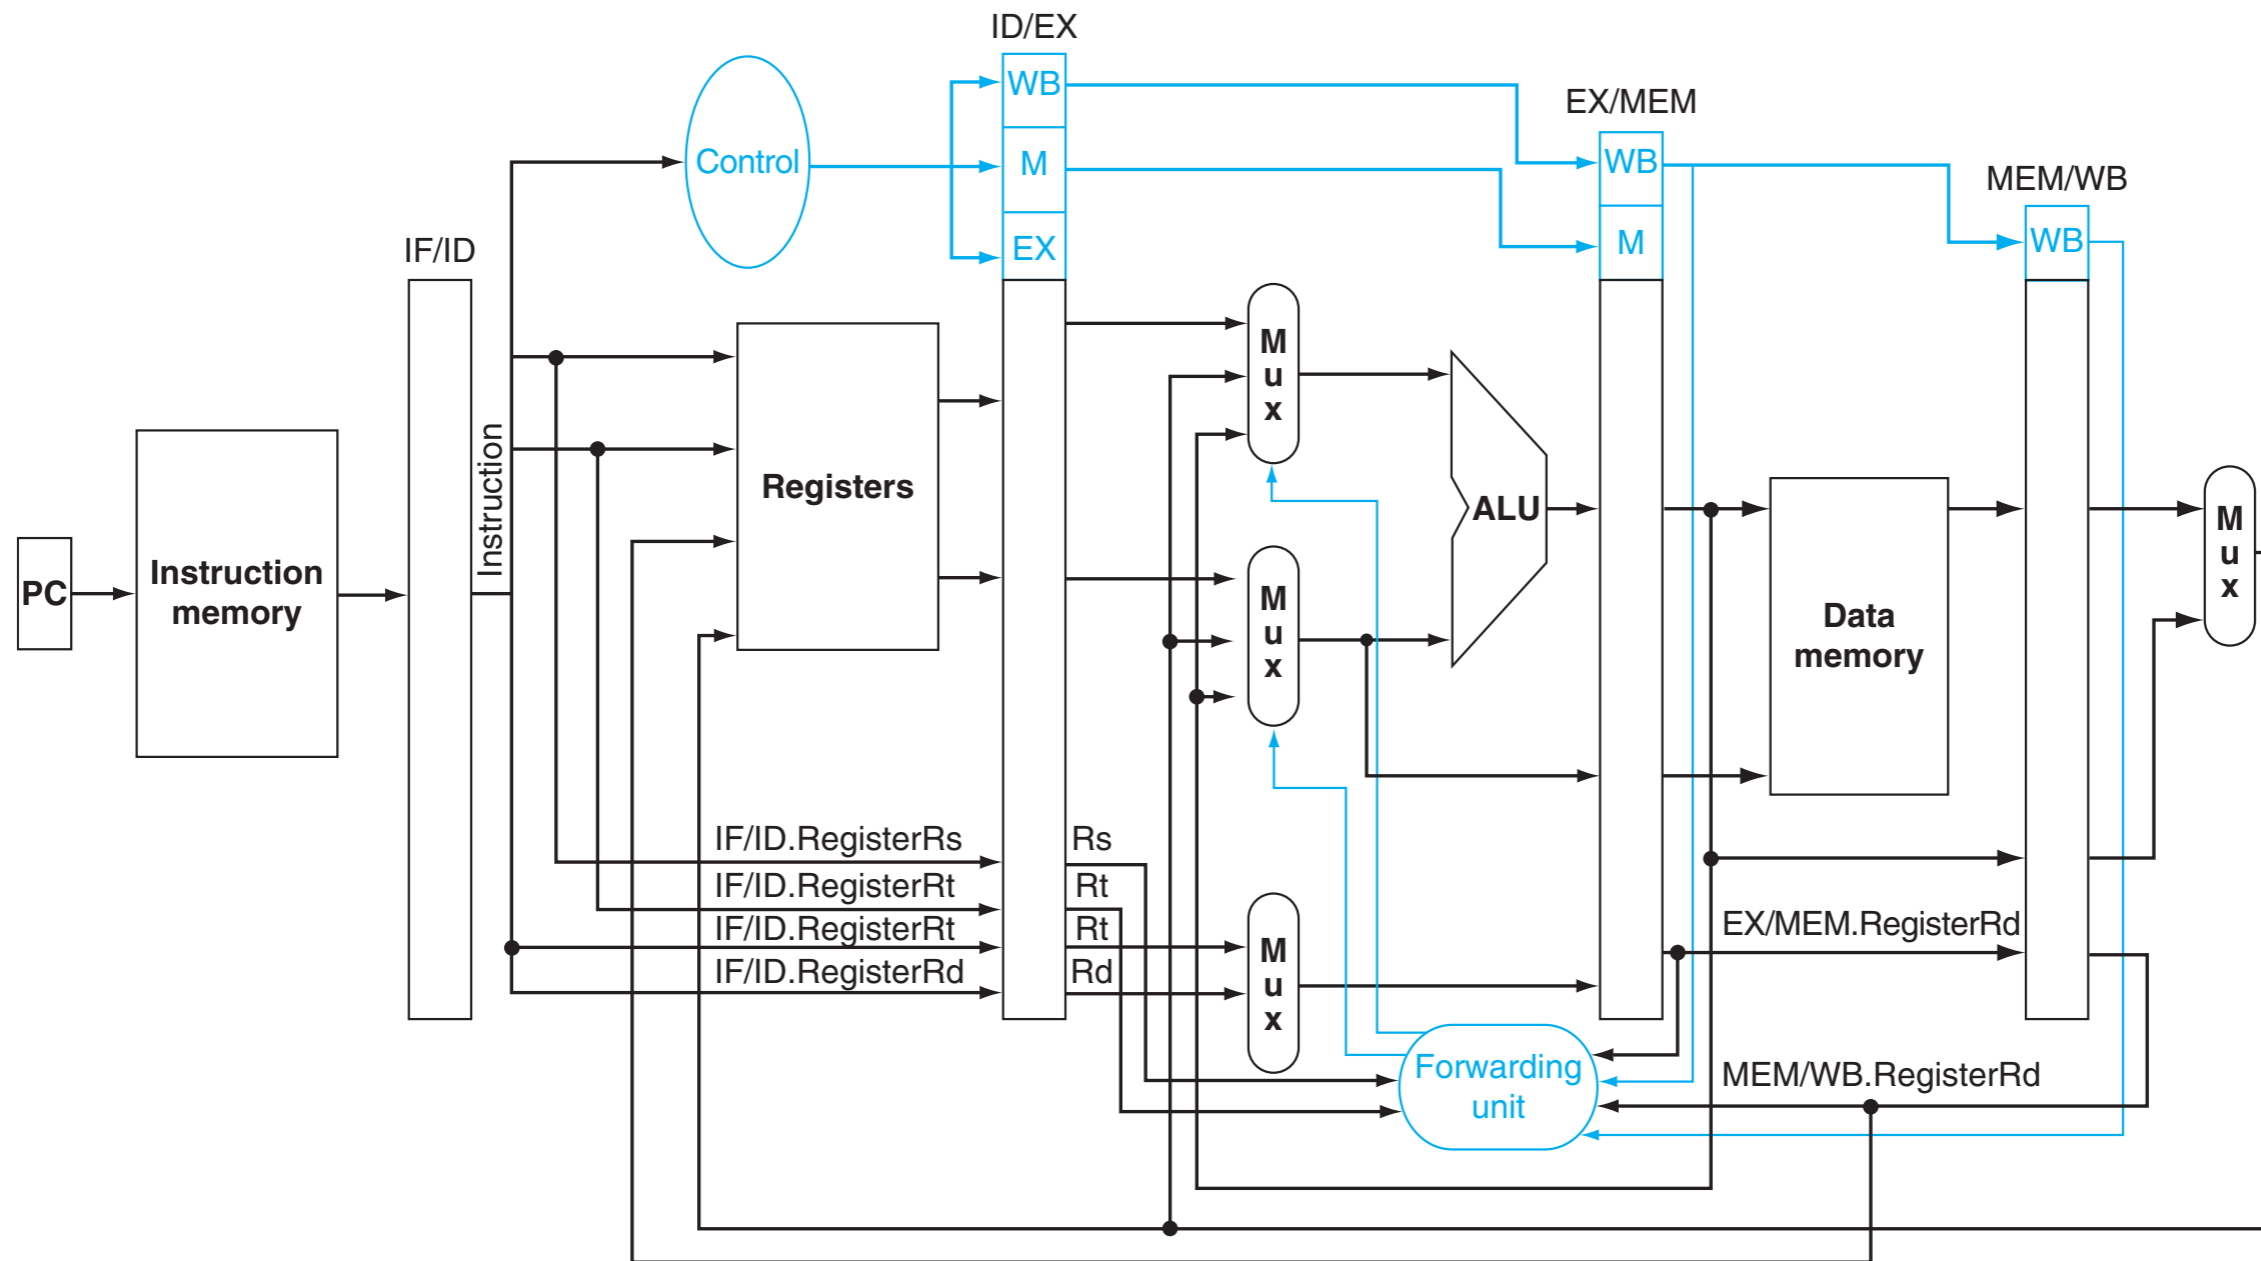 ID/EX
WB
EX/MEM
Control
M
WB
MEM/WB
IF/ID
EX
M
WB
M
u
x
Instruction
Registers
ALU
M
u
x
PC
Instruction
memory
M
u
x
Data
memory
IF/ID.RegisterRs
Rs
IF/ID.RegisterRt
Rt
IF/ID.RegisterRt
Rt
EX/MEM.RegisterRd
IF/ID.RegisterRd
Rd
M
u
x
Forwarding
unit
MEM/WB.RegisterRd